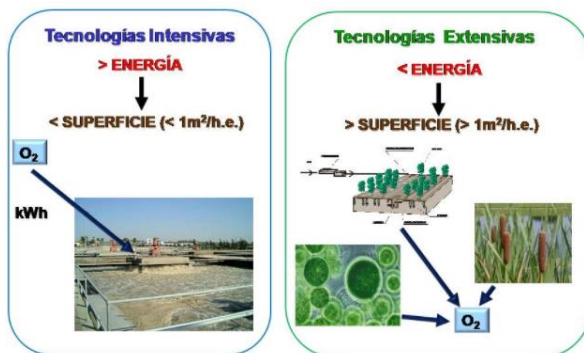 Tecnologías Intensivas
> ENERGÍA
< SUPERFICIE (< 1m²/h.e.)
O₂
kWh
Tecnologías Extensivas
< ENERGÍA
> SUPERFICIE (> 1m²/h.e.)
O₂